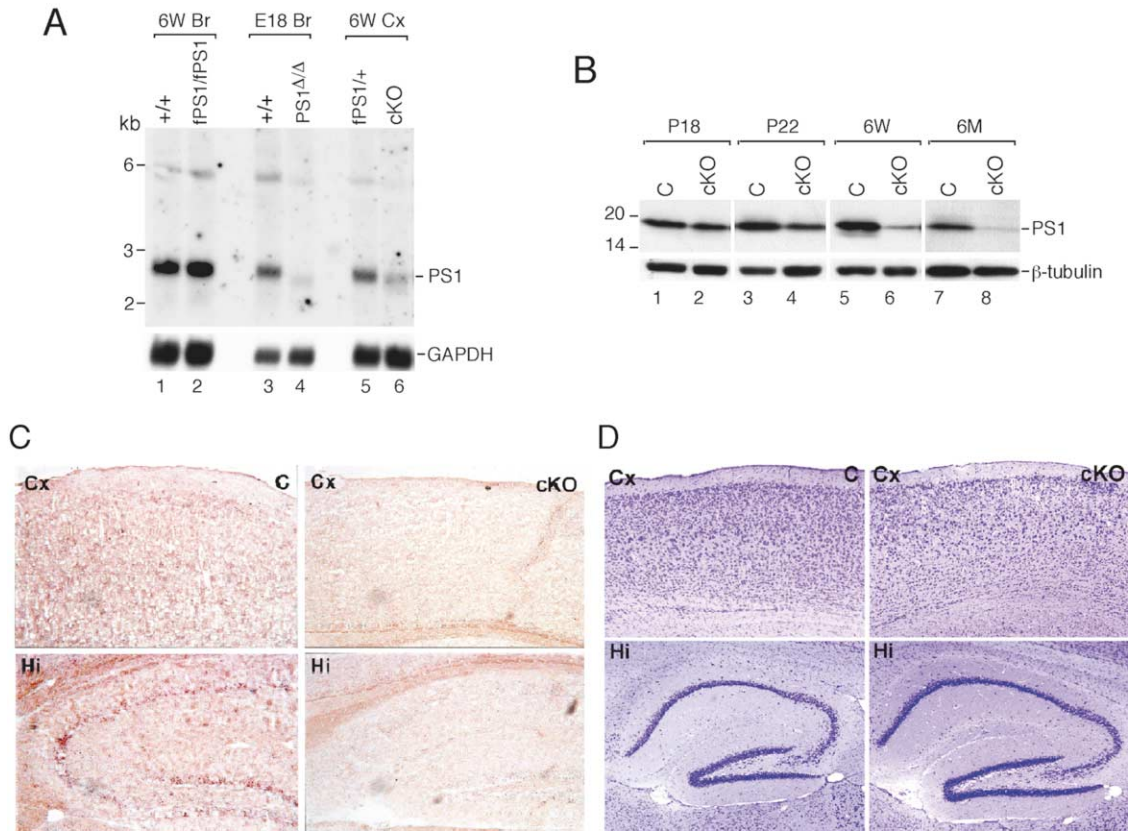 A
6W Br E18 Br 6W Cx
+/+ fPS1/fPS1 +/+ PS1Δ/Δ fPS1/+ cKO
kb
6
3
PS1
2
GAPDH
1 2 3 4 5 6
B
P18 P22 6W 6M
C cKO C cKO C cKO C cKO
20
PS1
14
β-tubulin
1 2 3 4 5 6 7 8
C
Cx C Cx cKO
Hi Hi
D
Cx C Cx cKO
Hi Hi